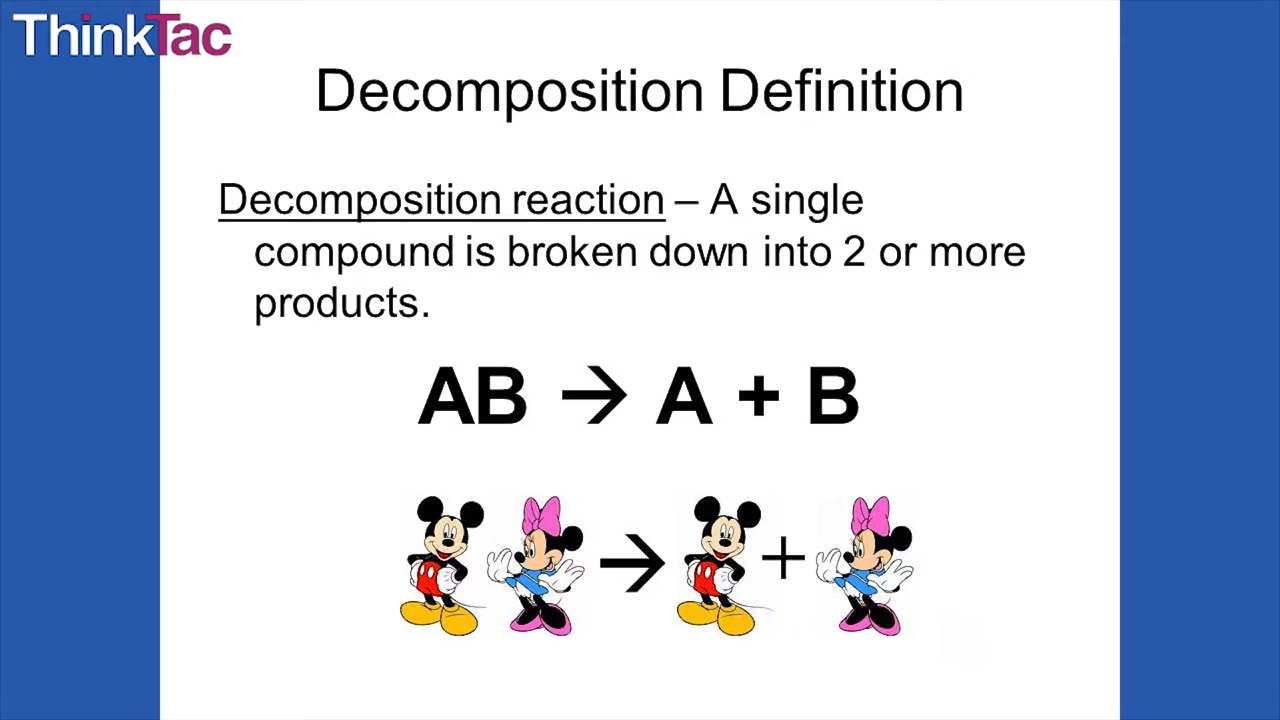 ThinkTac
Decomposition Definition
Decomposition reaction – A single
compound is broken down into 2 or more
products.
AB → A + B
→ +